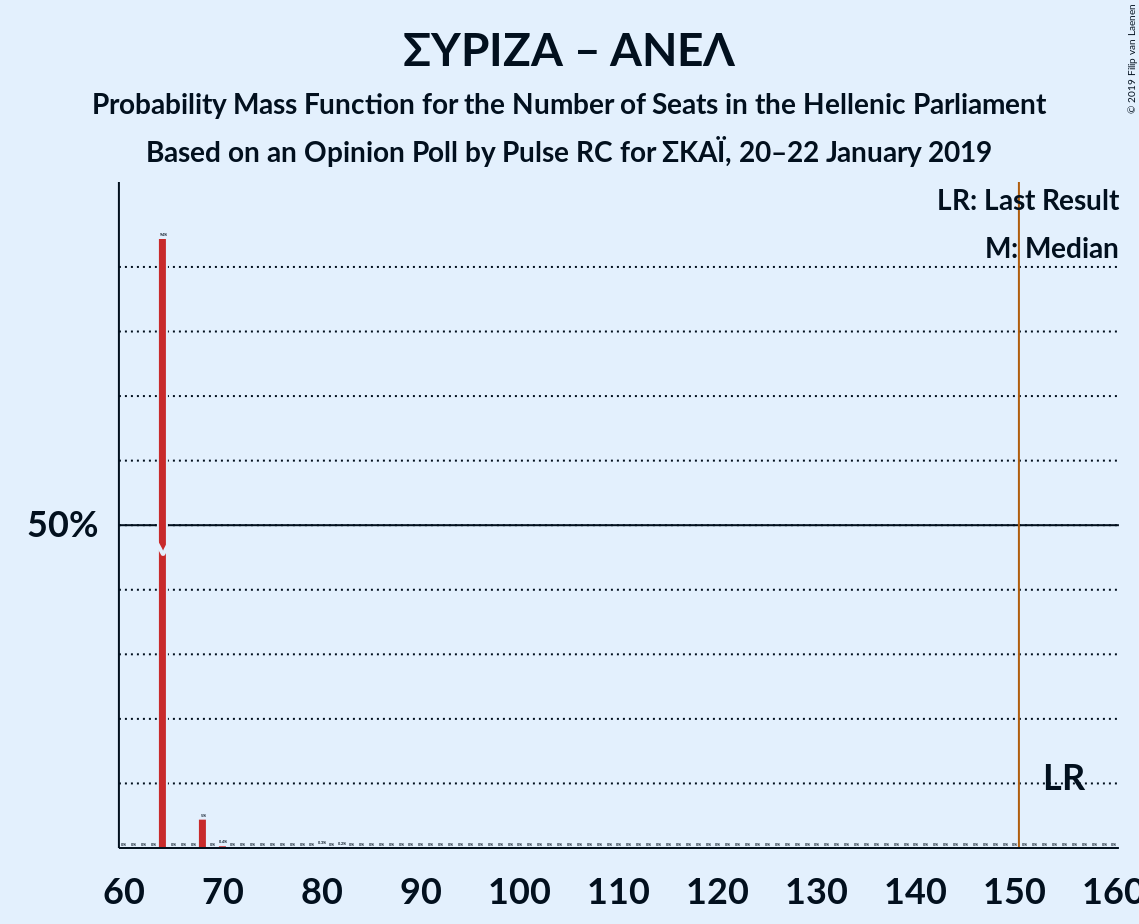 ΣΥΡΙΖΑ – ΑΝΕΛ
Probability Mass Function for the Number of Seats in the Hellenic Parliament
Based on an Opinion Poll by Pulse RC for ΣΚΑΪ, 20–22 January 2019
© 2019 Filip van Laenen
LR: Last Result
M: Median
50%
LR
60 70 80 90 100 110 120 130 140 150 160